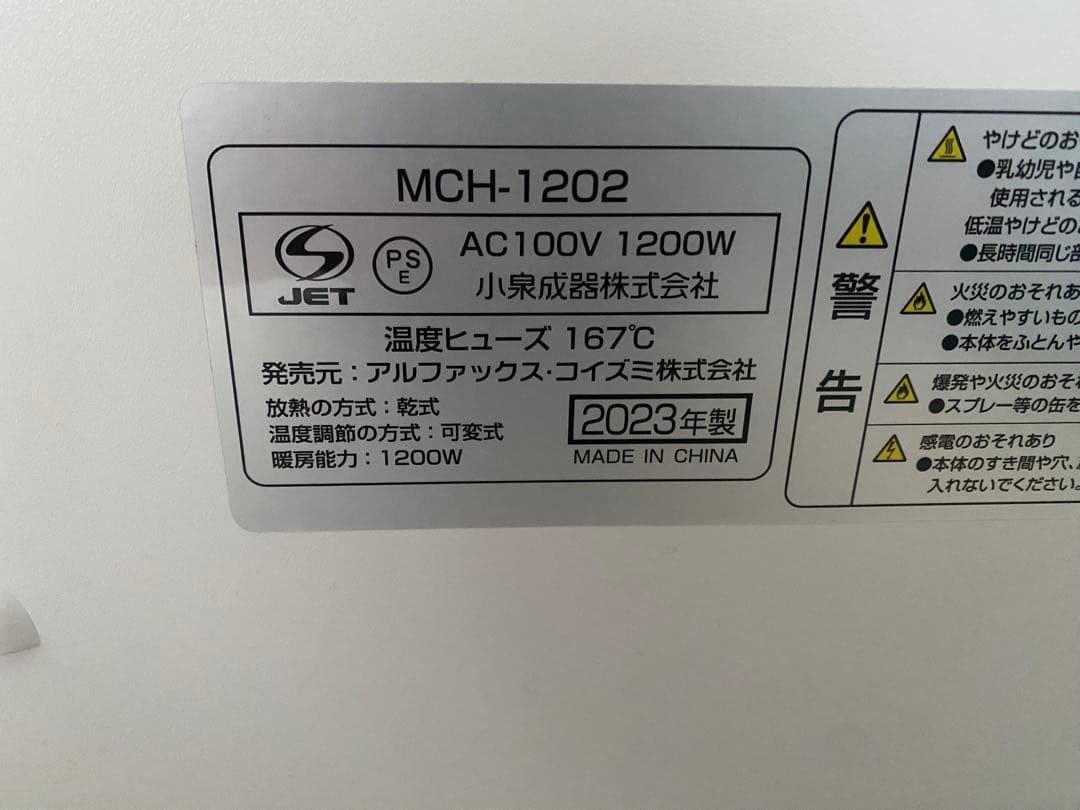 MCH-1202
JET
PS
E
AC100V 1200W
小泉成器株式会社
温度ヒューズ 167℃
発売元：アルファックス・コイズミ株式会社
放熱の方式：乾式
温度調節の方式：可変式
暖房能力：1200W
2023年製
MADE IN CHINA
警告
やけどのお
●乳幼児や
使用される
低温やけどのお
●長時間同じ部
火災のおそれあ
●燃えやすいもの
●本体をふとんや
爆発や火災のおそれ
●スプレー等の缶を
感電のおそれあり
●本体のすき間や穴、
入れないでください